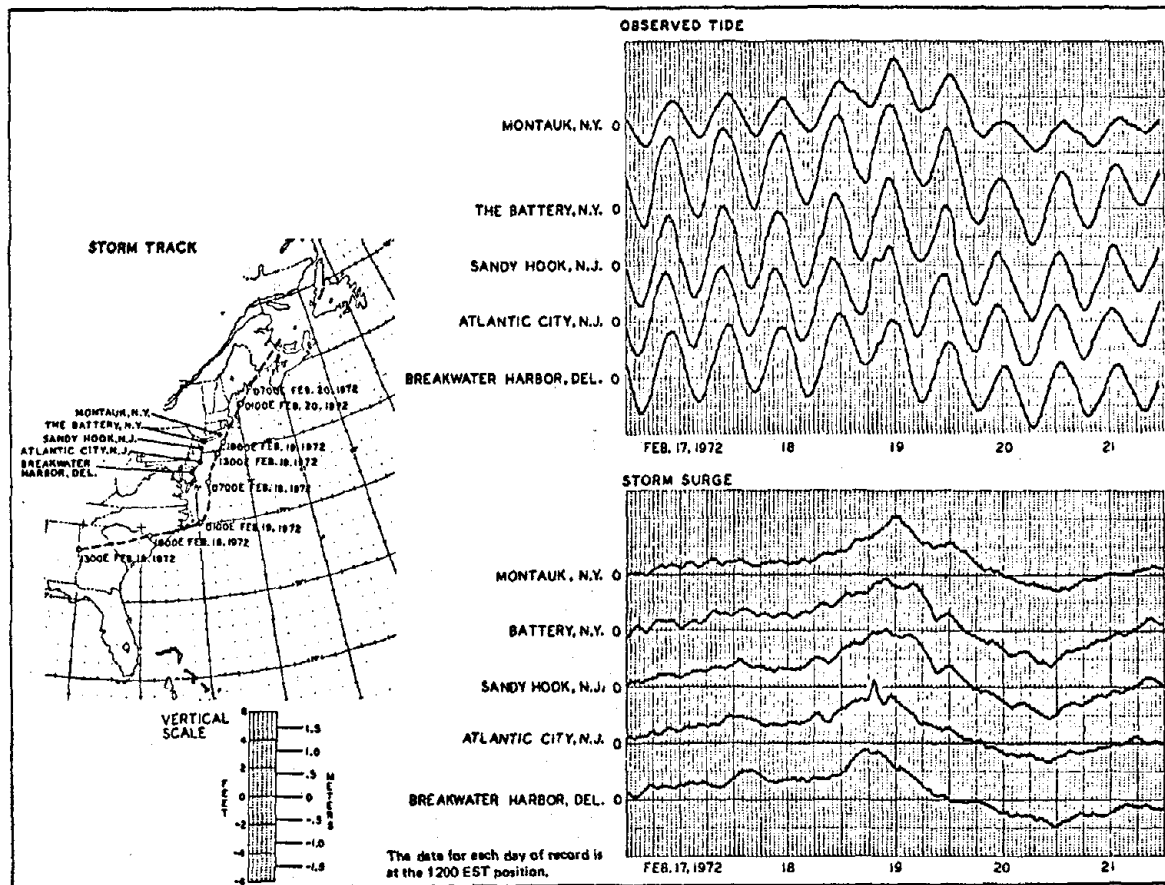 OBSERVED TIDE
MONTAUK, N.Y. 0
THE BATTERY, N.Y. 0
SANDY HOOK, N.J. 0
ATLANTIC CITY, N.J. 0
BREAKWATER HARBOR, DEL. 0
FEB. 17, 1972 18 19 20 21
STORM TRACK
MONTAUK, N.Y.
THE BATTERY, N.Y.
SANDY HOOK, N.J.
ATLANTIC CITY, N.J.
BREAKWATER
HARBOR, DEL.
0700E FEB. 20, 1972
0100E FEB. 20, 1972
1900E FEB. 19, 1972
1300E FEB. 19, 1972
0700E FEB. 19, 1972
0100E FEB. 19, 1972
1900E FEB. 18, 1972
1300E FEB. 18, 1972
STORM SURGE
MONTAUK, N.Y. 0
BATTERY, N.Y. 0
SANDY HOOK, N.J. 0
ATLANTIC CITY, N.J. 0
BREAKWATER HARBOR, DEL. 0
FEB. 17, 1972 18 19 20 21
VERTICAL
SCALE
FEET
6
4
2
0
-2
-4
-6
METERS
1.5
1.0
.5
0
-.5
-1.0
-1.5
The date for each day of record is
at the 1200 EST position.